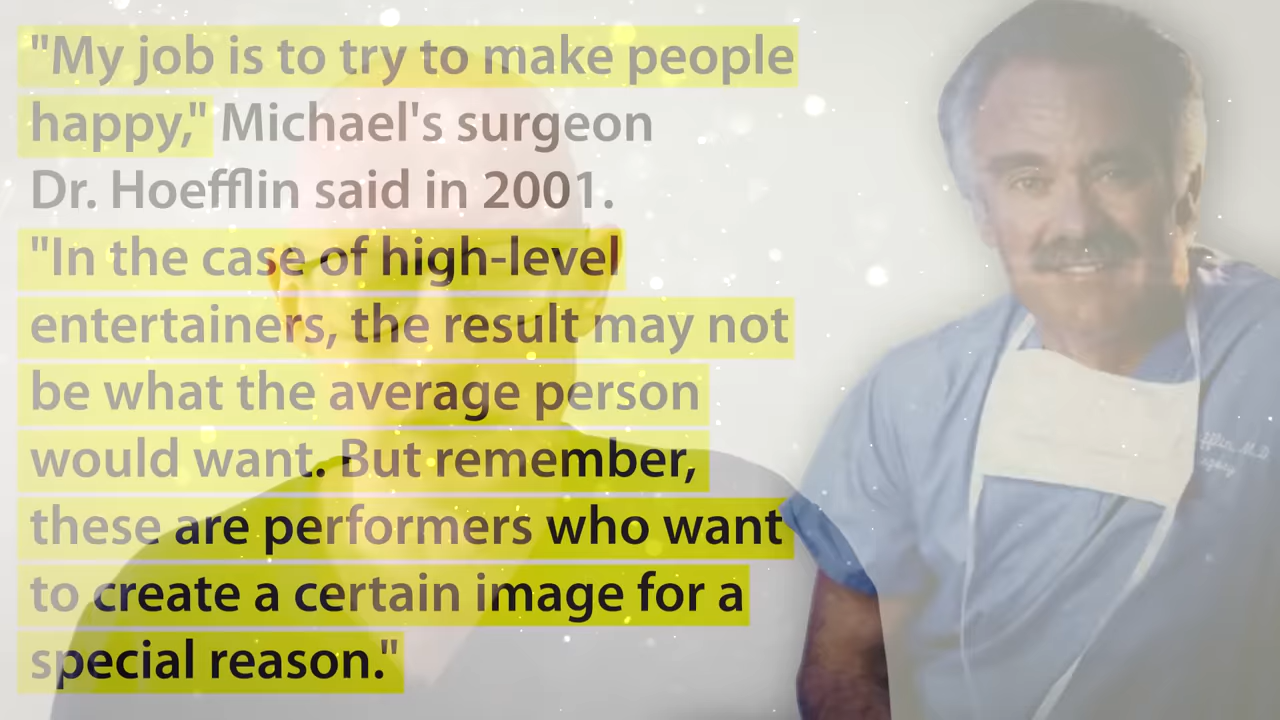 "My job is to try to make people
happy," Michael's surgeon
Dr. Hoefflin said in 2001.
"In the case of high-level
entertainers, the result may not
be what the average person
would want. But remember,
these are performers who want
to create a certain image for a
special reason."
M.D.